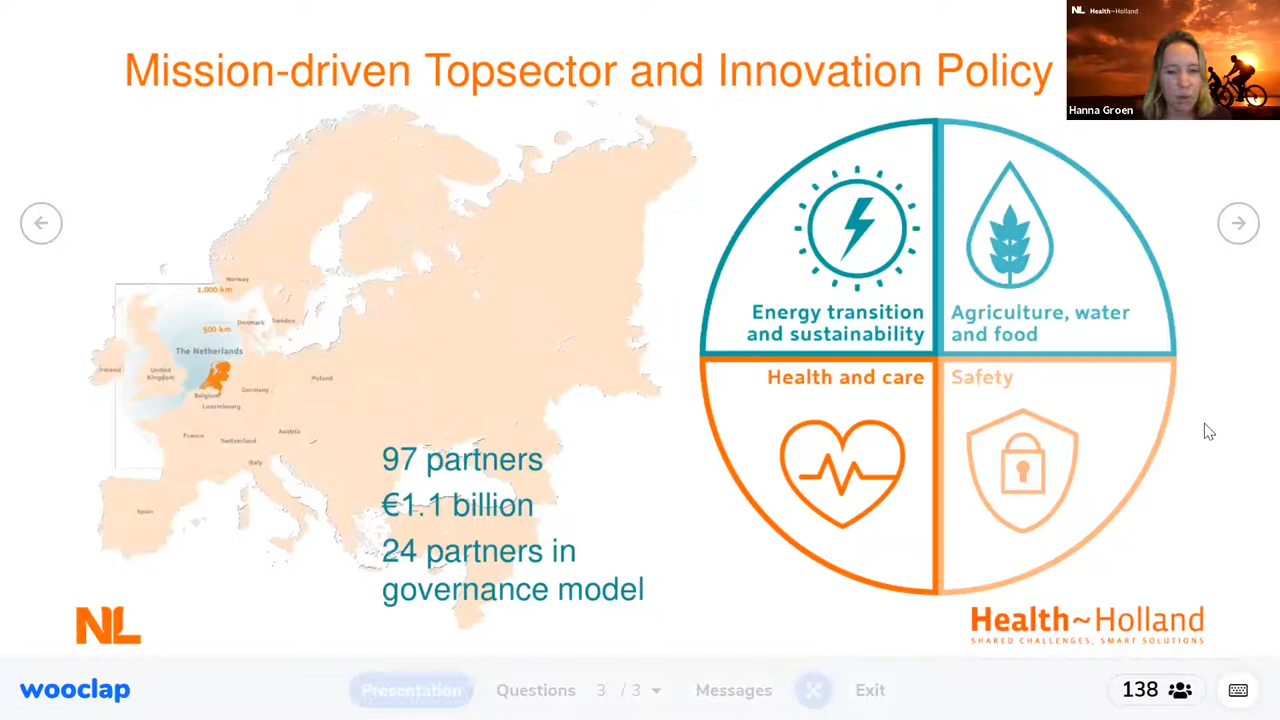 Mission-driven Topsector and Innovation Policy
NL Health~Holland
Hanna Groen
Norway
1.000 km
500 km
Denmark
Sweden
The Netherlands
Ireland
United
Kingdom
Poland
Germany
Belgium
Luxembourg
France
Switzerland
Austria
Italy
Spain
97 partners
€1.1 billion
24 partners in
governance model
Energy transition
and sustainability
Agriculture, water
and food
Health and care
Safety
NL
Health~Holland
SHARED CHALLENGES, SMART SOLUTIONS
wooclap
Presentation
Questions
3 / 3
Messages
Exit
138